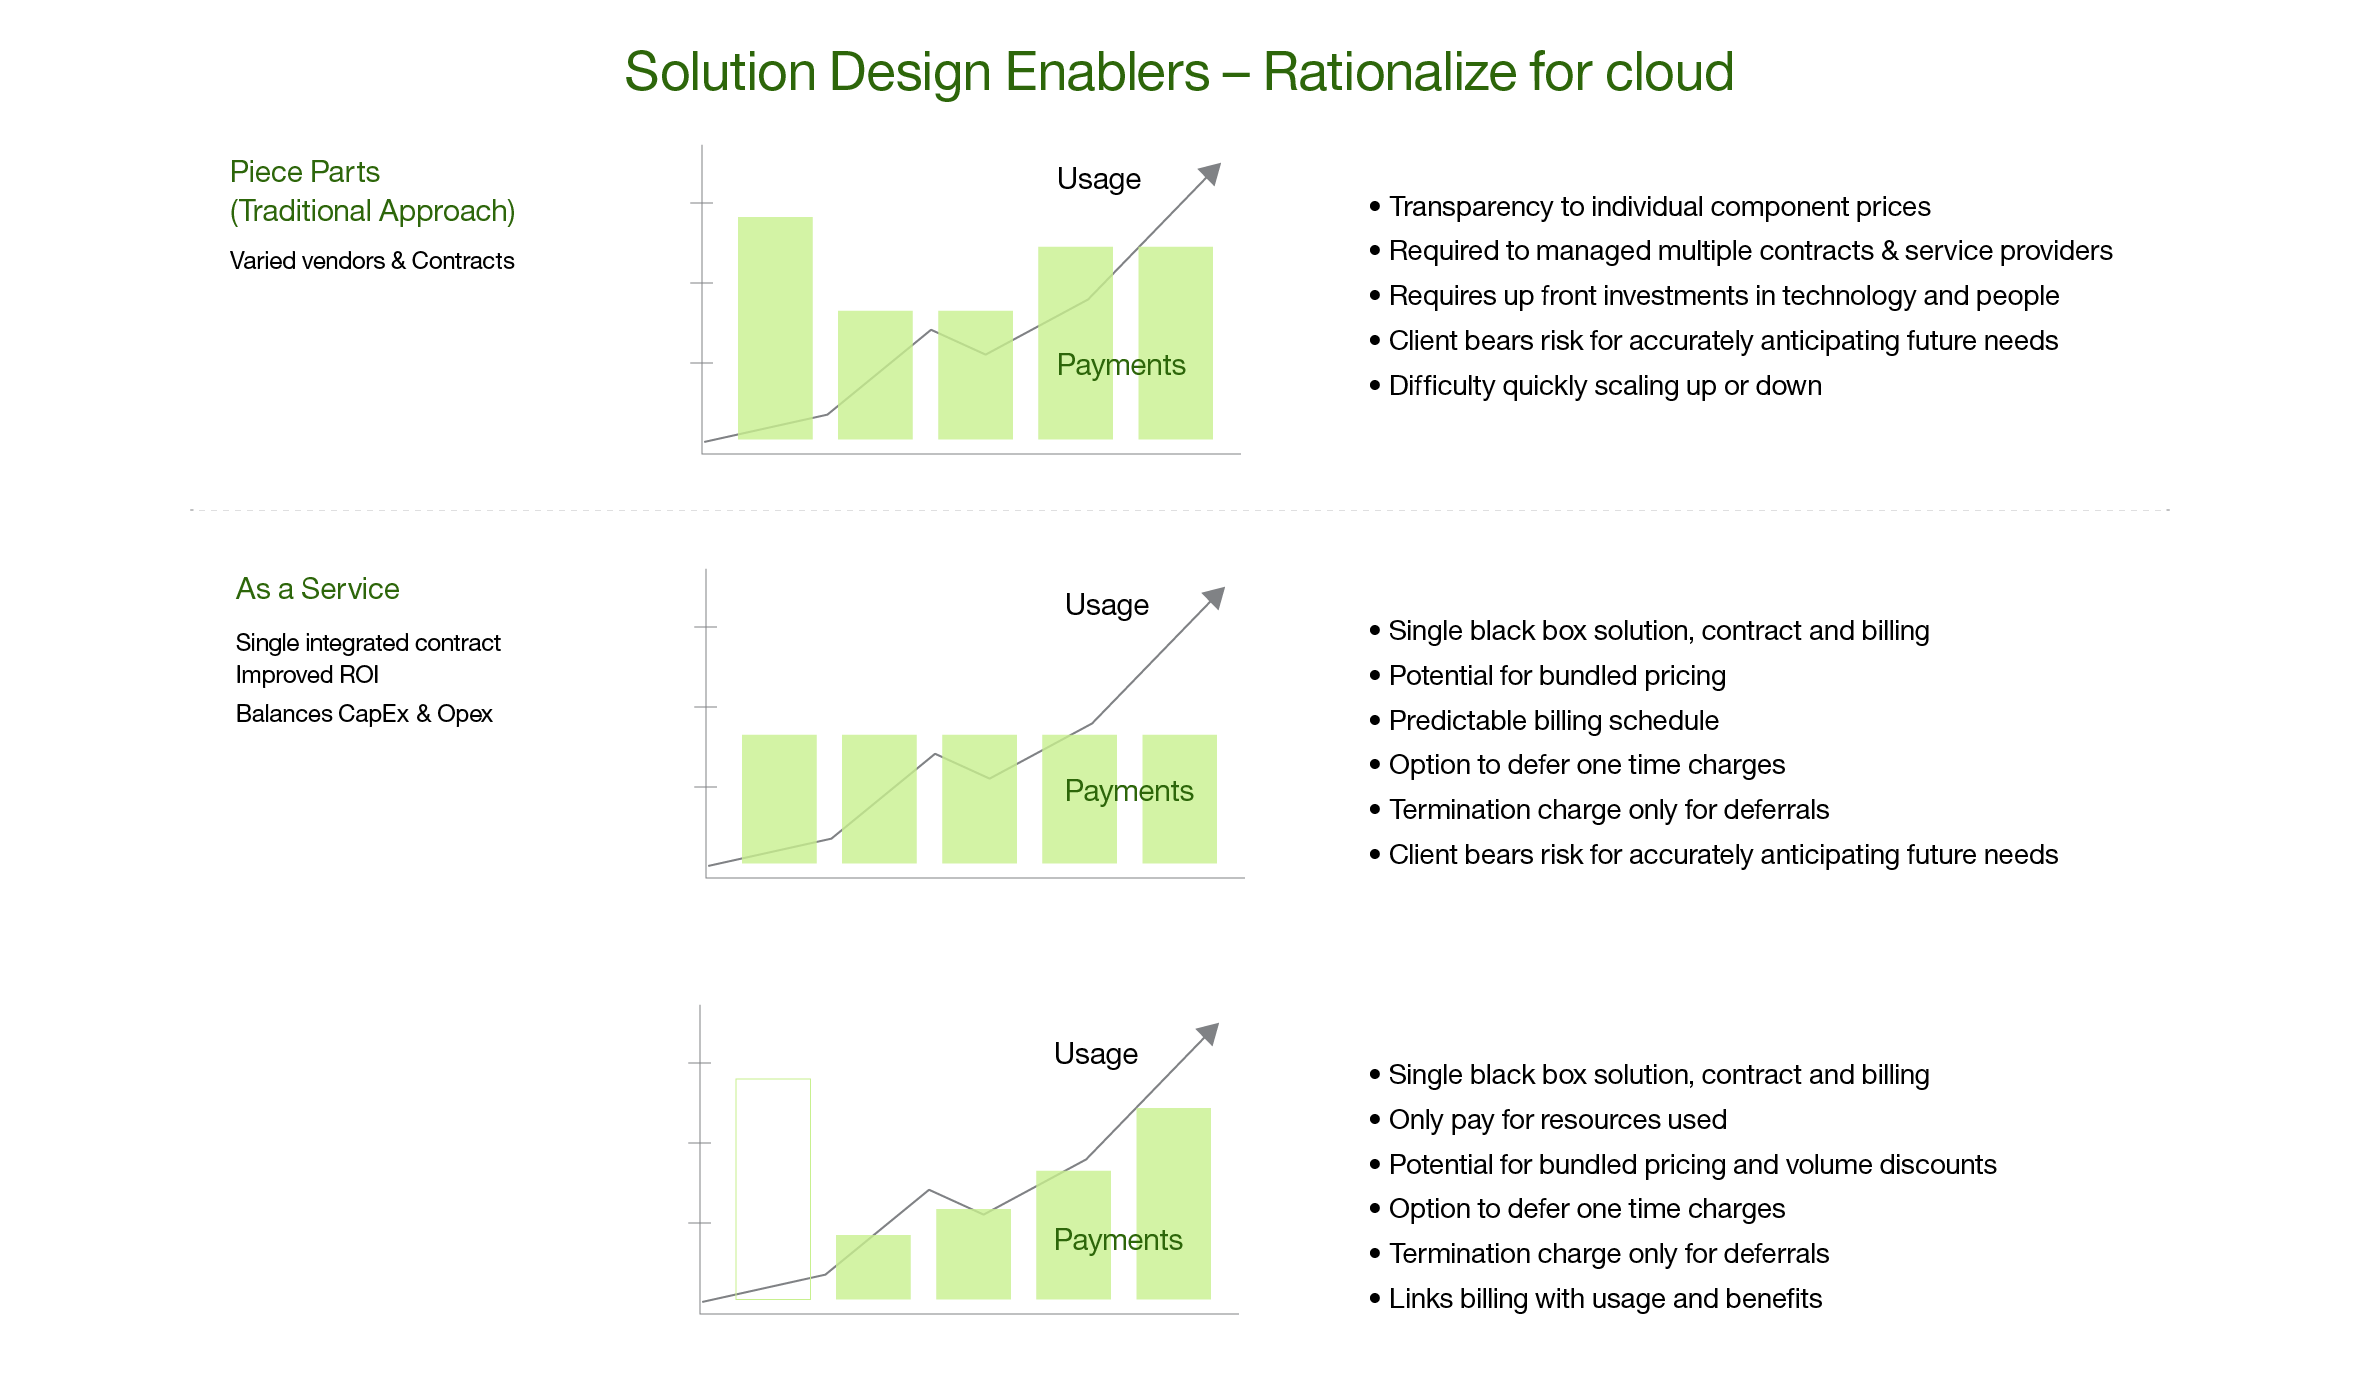 Solution Design Enablers – Rationalize for cloud
Piece Parts
(Traditional Approach)
Varied vendors & Contracts
Usage
Payments
• Transparency to individual component prices
• Required to managed multiple contracts & service providers
• Requires up front investments in technology and people
• Client bears risk for accurately anticipating future needs
• Difficulty quickly scaling up or down
As a Service
Single integrated contract
Improved ROI
Balances CapEx & Opex
Usage
Payments
• Single black box solution, contract and billing
• Potential for bundled pricing
• Predictable billing schedule
• Option to defer one time charges
• Termination charge only for deferrals
• Client bears risk for accurately anticipating future needs
Usage
Payments
• Single black box solution, contract and billing
• Only pay for resources used
• Potential for bundled pricing and volume discounts
• Option to defer one time charges
• Termination charge only for deferrals
• Links billing with usage and benefits